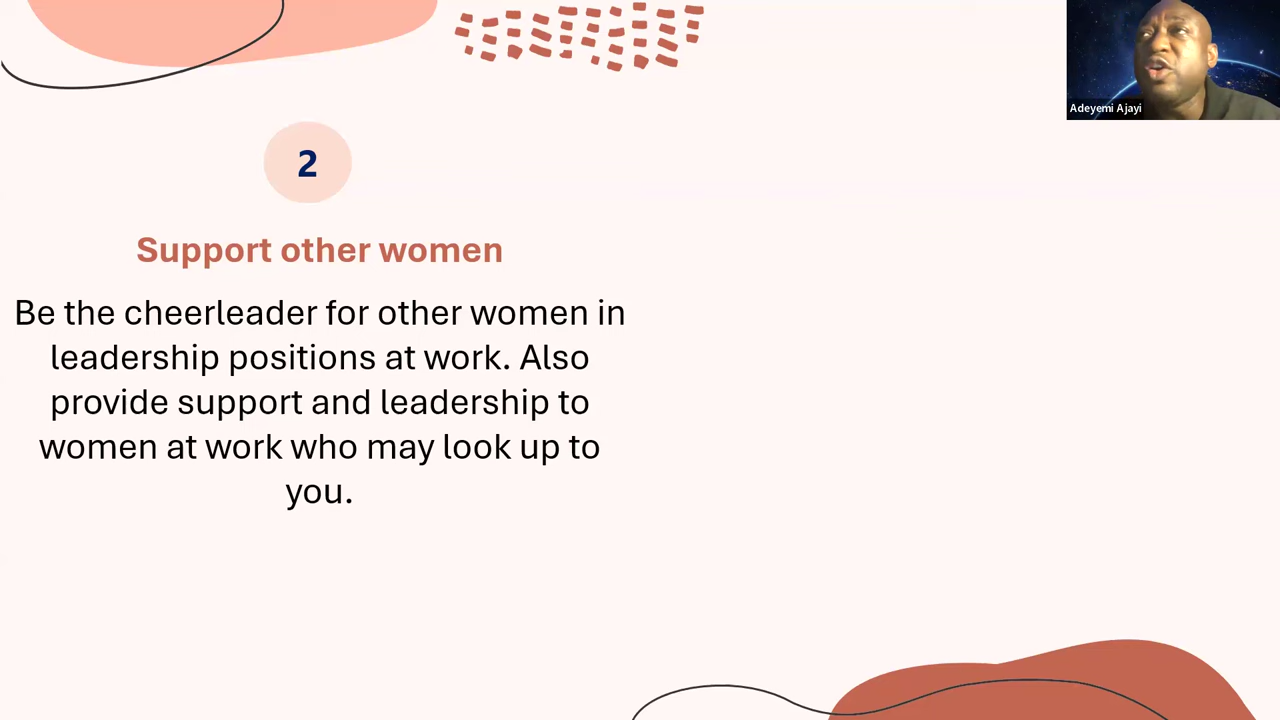 Adeyemi Ajayi
2
Support other women
Be the cheerleader for other women in
leadership positions at work. Also
provide support and leadership to
women at work who may look up to
you.